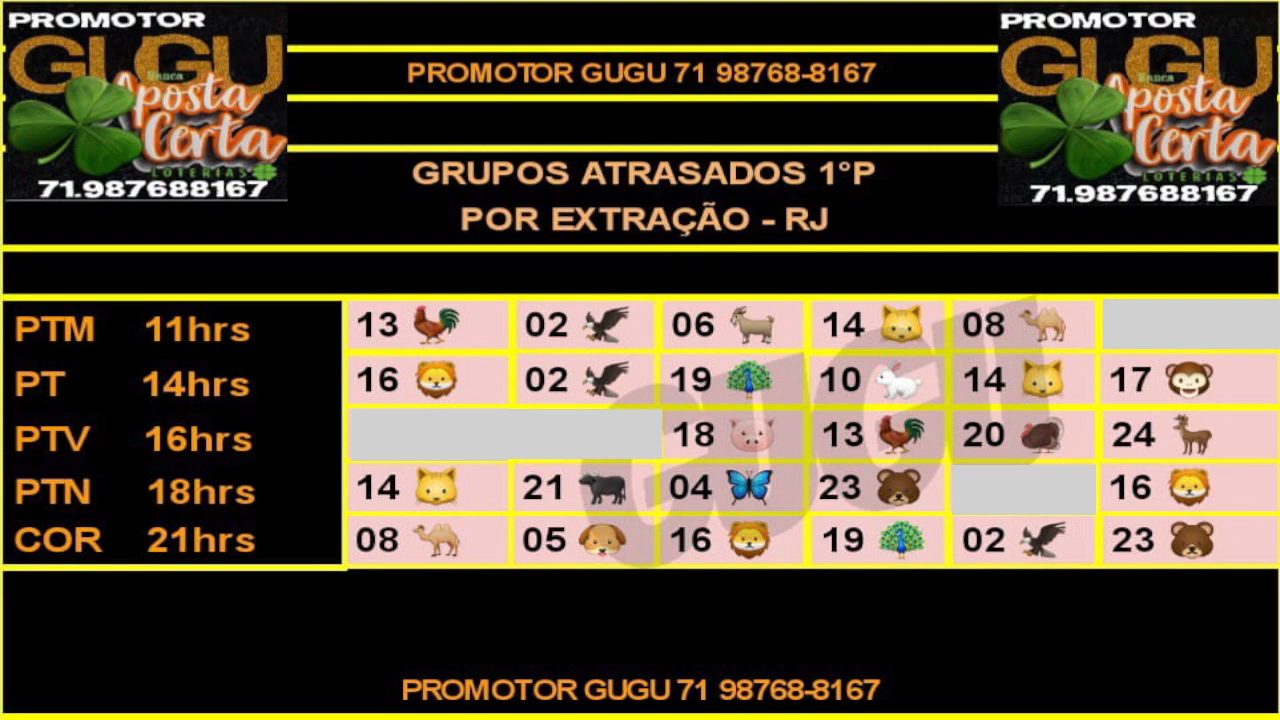 PROMOTOR
GUGU
Banca
Aposta
Certa
LOTERIAS
71.987688167
PROMOTOR GUGU 71 98768-8167
PROMOTOR
GUGU
Banca
Aposta
Certa
LOTERIAS
71.987688167
GRUPOS ATRASADOS 1°P
POR EXTRAÇÃO - RJ
PTM 11hrs 13 02 06 14 08
PT 14hrs 16 02 19 10 14 17
PTV 16hrs 18 13 20 24
PTN 18hrs 14 21 04 23 16
COR 21hrs 08 05 16 19 02 23
GUGU
PROMOTOR GUGU 71 98768-8167